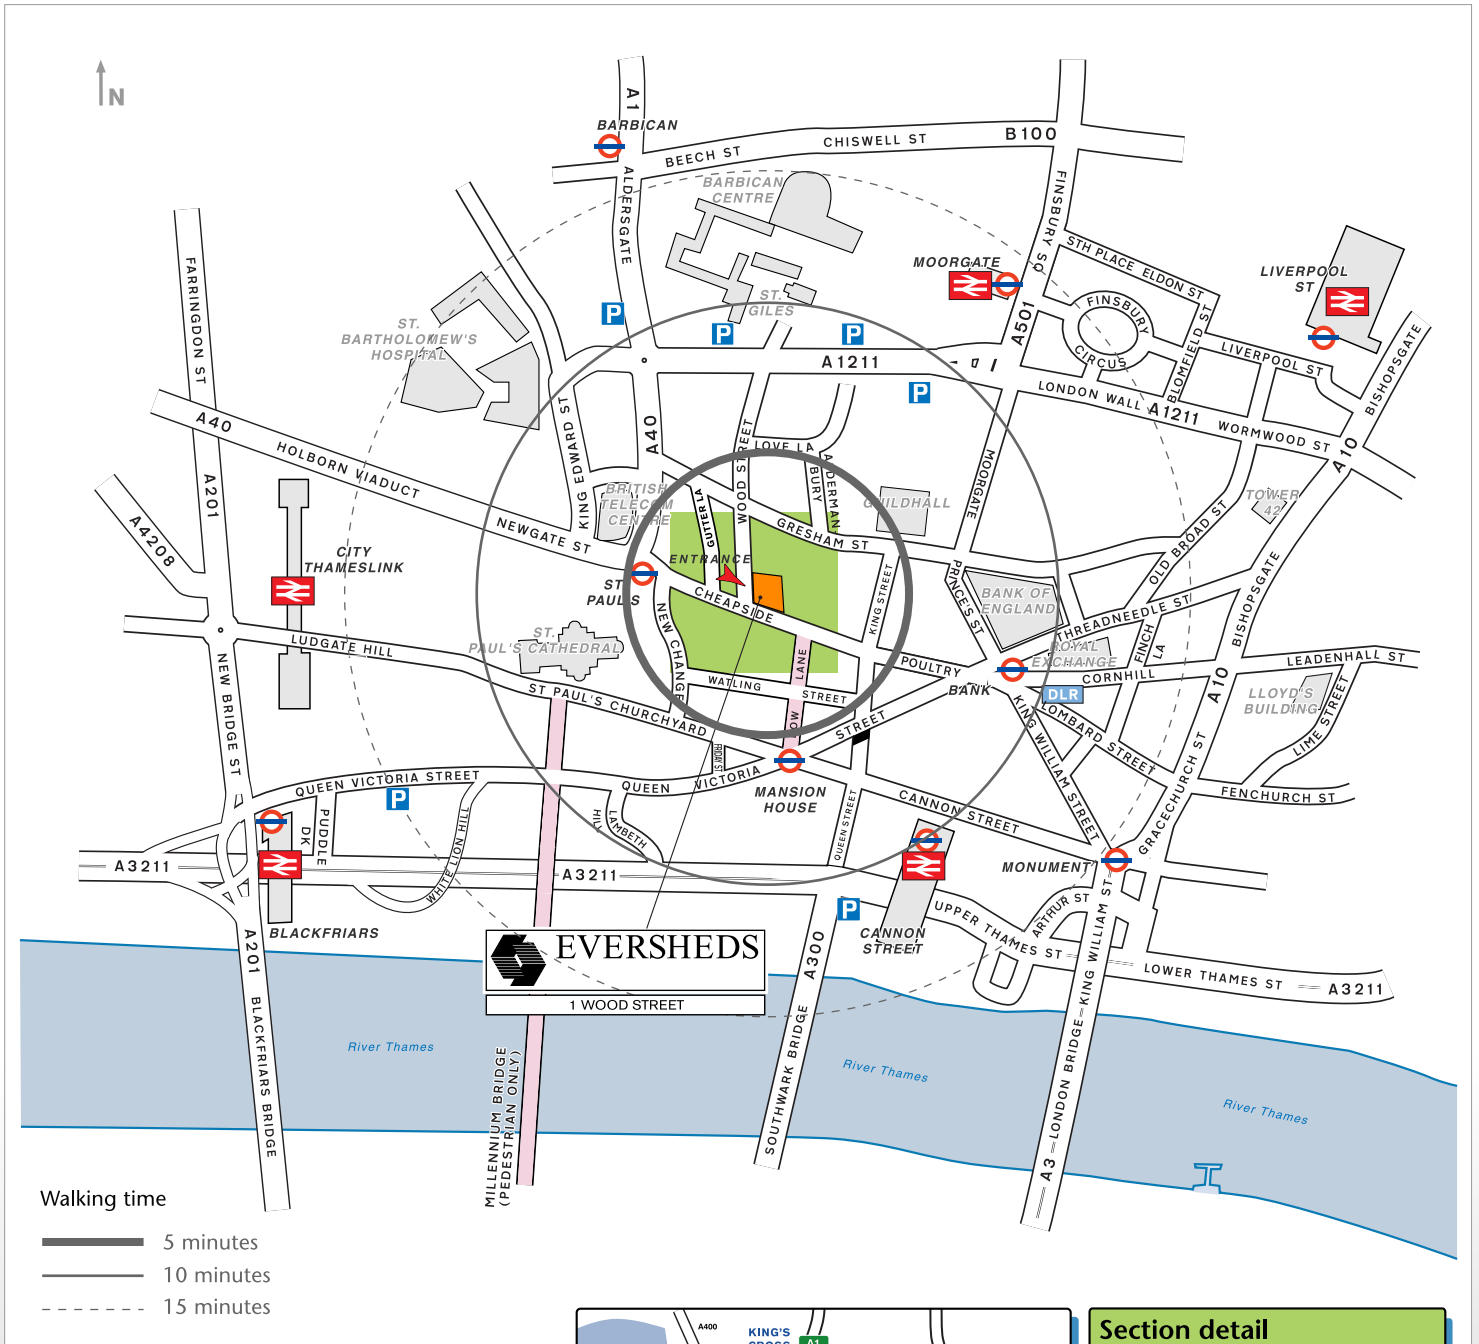 N
A1
BARBICAN
BEECH ST
CHISWELL ST
B100
ALDERSGATE
BARBICAN
CENTRE
FINSBURY SQ
STH PLACE ELDON ST
MOORGATE
LIVERPOOL
ST
FARRINGDON ST
ST.
BARTHOLOMEW'S
HOSPITAL
P
P
P
ST.
GILES
A501
FINSBURY
CIRCUS
BLOMFIELD ST
LIVERPOOL ST
BISHOPSGATE
A1211
P
LONDON WALL
A1211
WORMWOOD ST
A10
A40
HOLBORN VIADUCT
A201
KING EDWARD ST
A40
WOOD STREET
LOVE LA
ALDERMAN
BURY
MOORGATE
A4208
NEWGATE ST
BRITISH
TELECOM
CENTRE
GUTTER LA
GRESHAM ST
GUILDHALL
TOWER
42
OLD BROAD ST
CITY
THAMESLINK
ENTRANCE
ST
PAUL'S
CHEAPSIDE
KING STREET
PRINCE'S ST
BANK OF
ENGLAND
THREADNEEDLE ST
BISHOPSGATE
LUDGATE HILL
ST.
PAUL'S CATHEDRAL
NEW CHANGE
LANE
BOW
POULTRY
BANK
ROYAL
EXCHANGE
FINCH
LA
CORNHILL
LEADENHALL ST
A10
DLR
LLOYD'S
BUILDING
LIME STREET
NEW BRIDGE ST
ST PAUL'S CHURCHYARD
WATLING
STREET
FRIDAY ST
STREET
KING WILLIAM STREET
LOMBARD STREET
QUEEN VICTORIA STREET
P
QUEEN
VICTORIA
MANSION
HOUSE
CANNON STREET
GRACECHURCH ST
FENCHURCH ST
PUDDLE
DK
WHITE LION HILL
LAMBETH
HILL
QUEEN STREET
MONUMENT
A3211
A3211
P
BLACKFRIARS
CANNON
STREET
UPPER THAMES ST
ARTHUR ST
KING WILLIAM ST
LOWER THAMES ST
A3211
A201
EVERSHEDS
1 WOOD STREET
A300
BLACKFRIARS BRIDGE
River Thames
River Thames
River Thames
MILLENNIUM BRIDGE
(PEDESTRIAN ONLY)
SOUTHWARK BRIDGE
LONDON BRIDGE
A3
Walking time
5 minutes
10 minutes
15 minutes
A400
KING'S
A1
Section detail